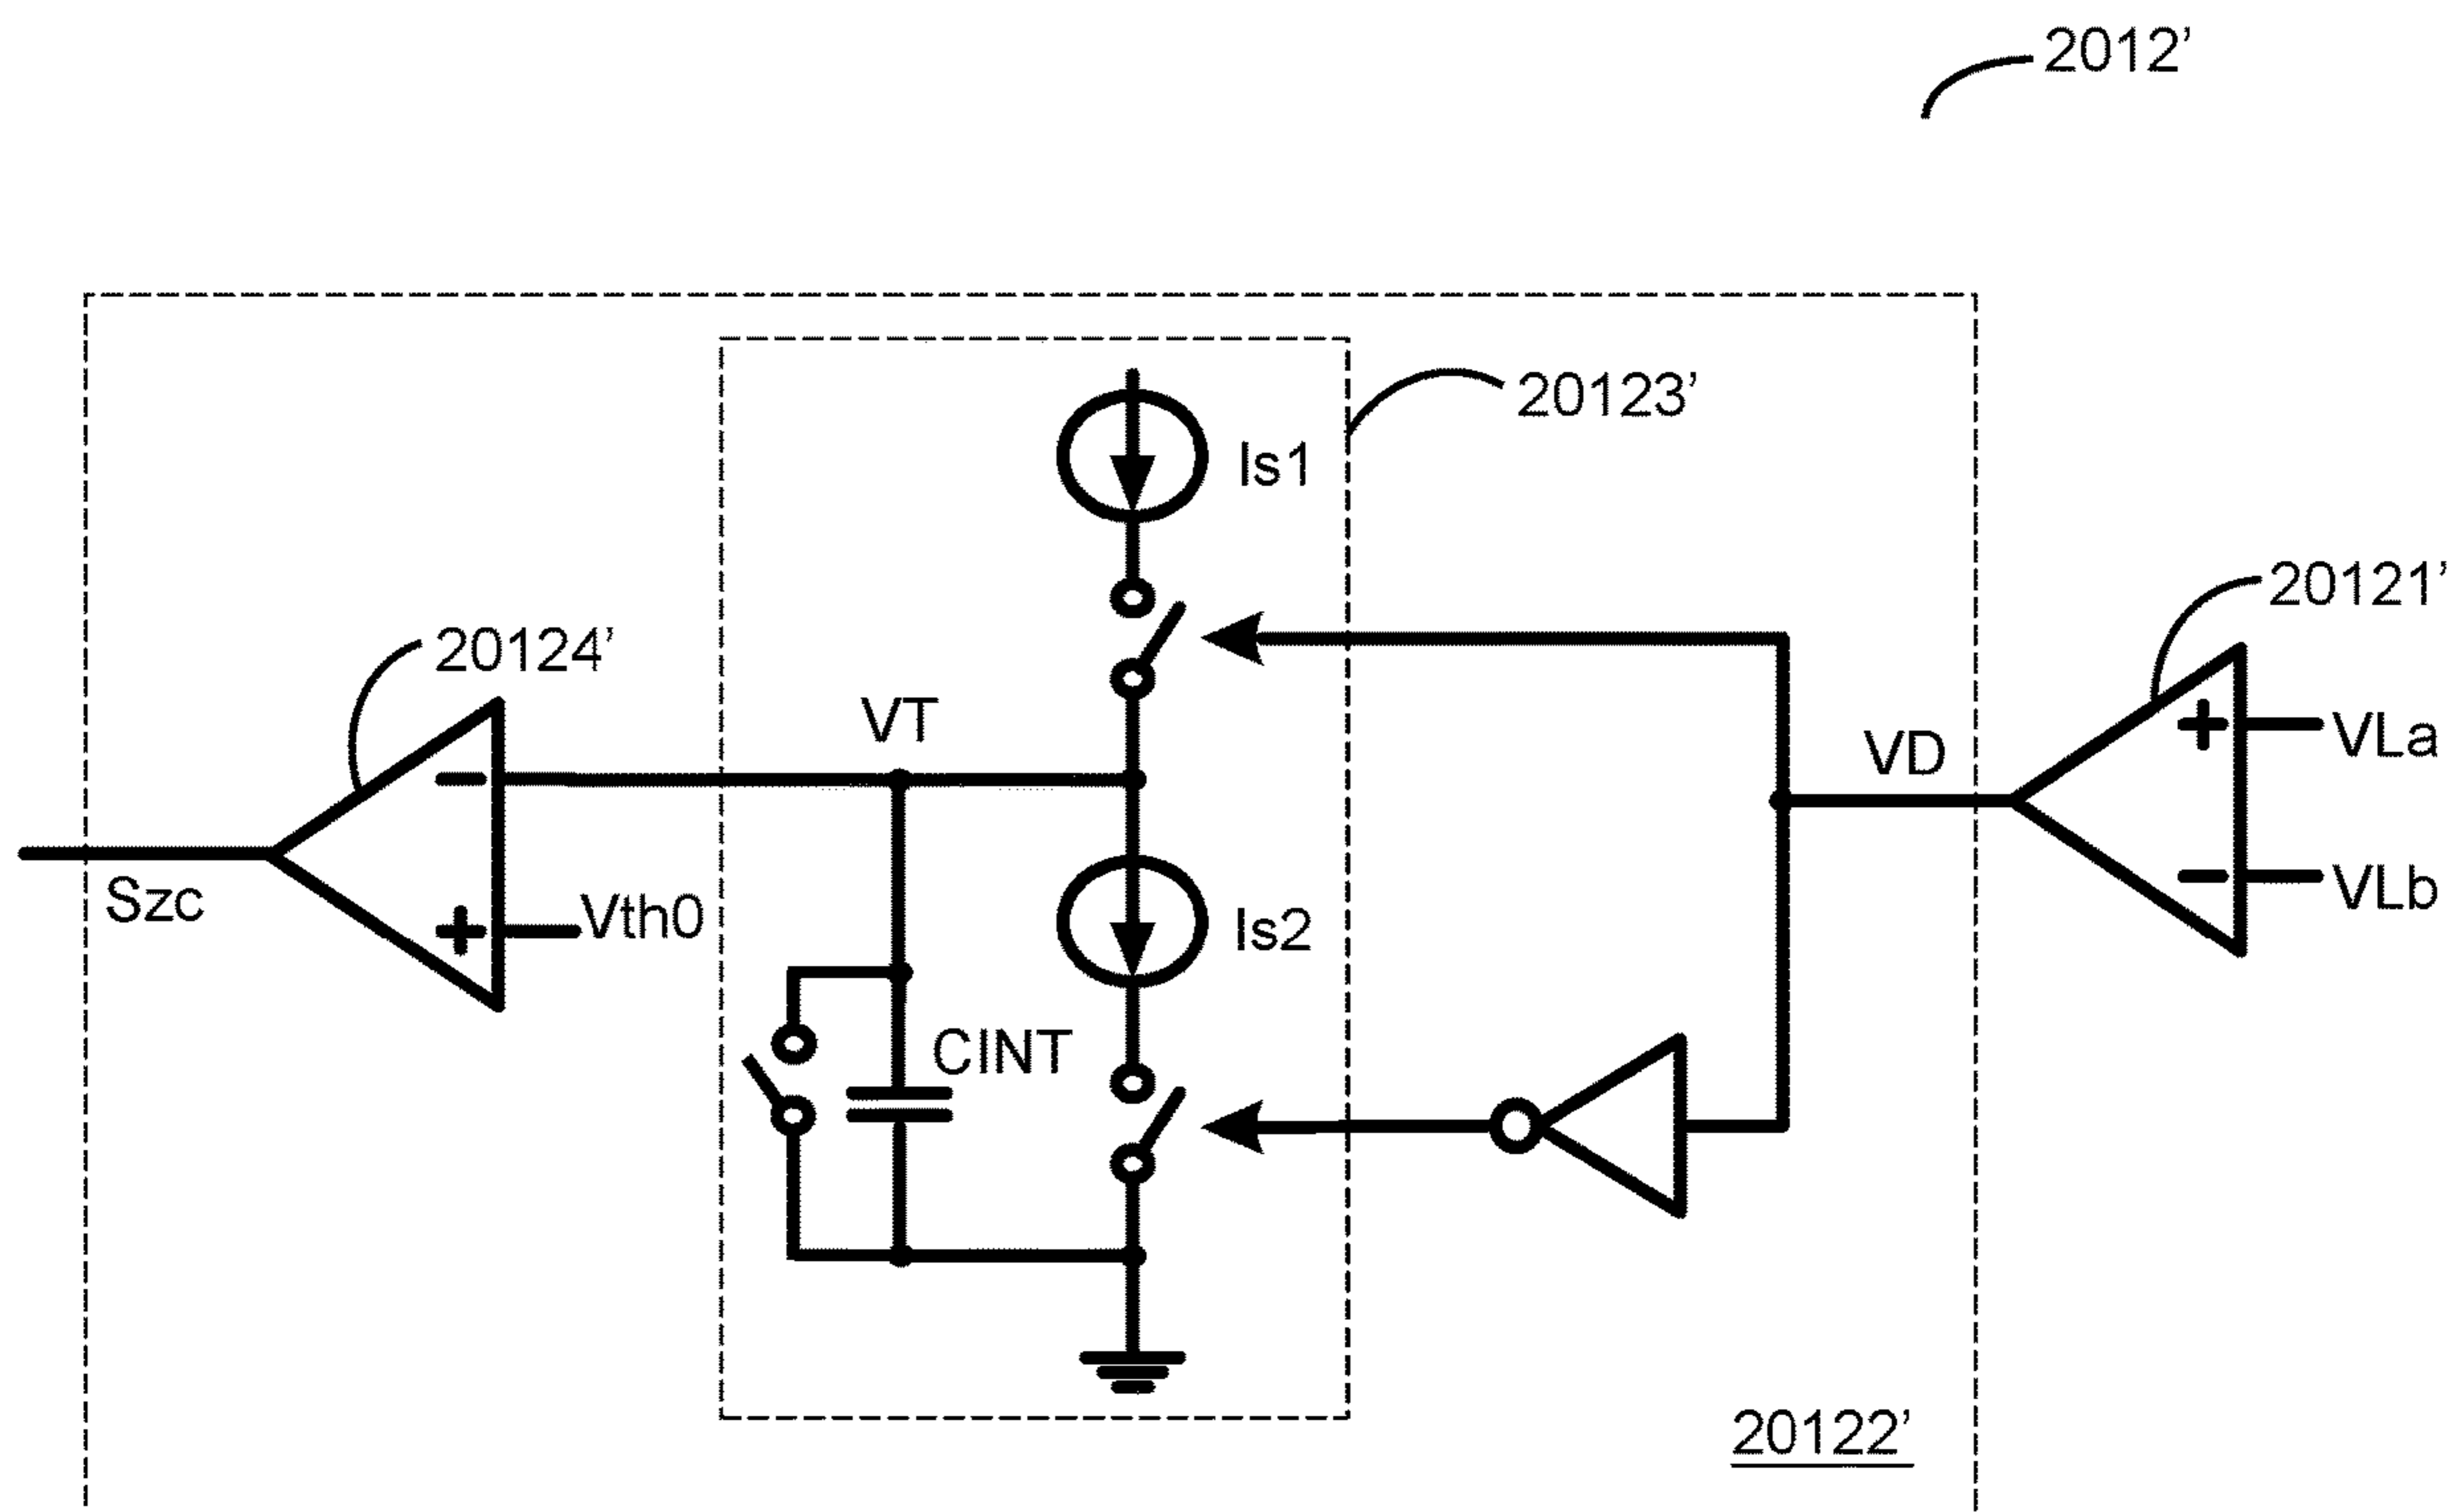 2012’
20123’
Is1
20121’
20124’
VT
VD
VLa
+
−
Szc
Vth0
+
Is2
−
VLb
CINT
20122’